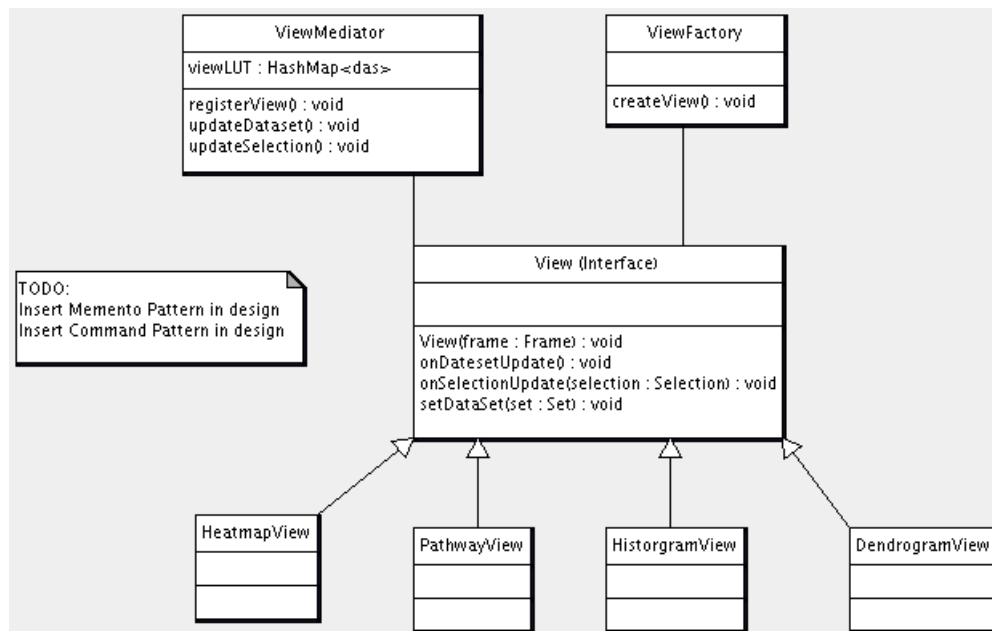 ViewMediator
viewLUT : HashMap<das>
registerView() : void
updateDataset() : void
updateSelection() : void
ViewFactory
createView() : void
TODO:
Insert Memento Pattern in design
Insert Command Pattern in design
View (Interface)
View(frame : Frame) : void
onDatesetUpdate() : void
onSelectionUpdate(selection : Selection) : void
setDataSet(set : Set) : void
HeatmapView
PathwayView
HistorgramView
DendrogramView